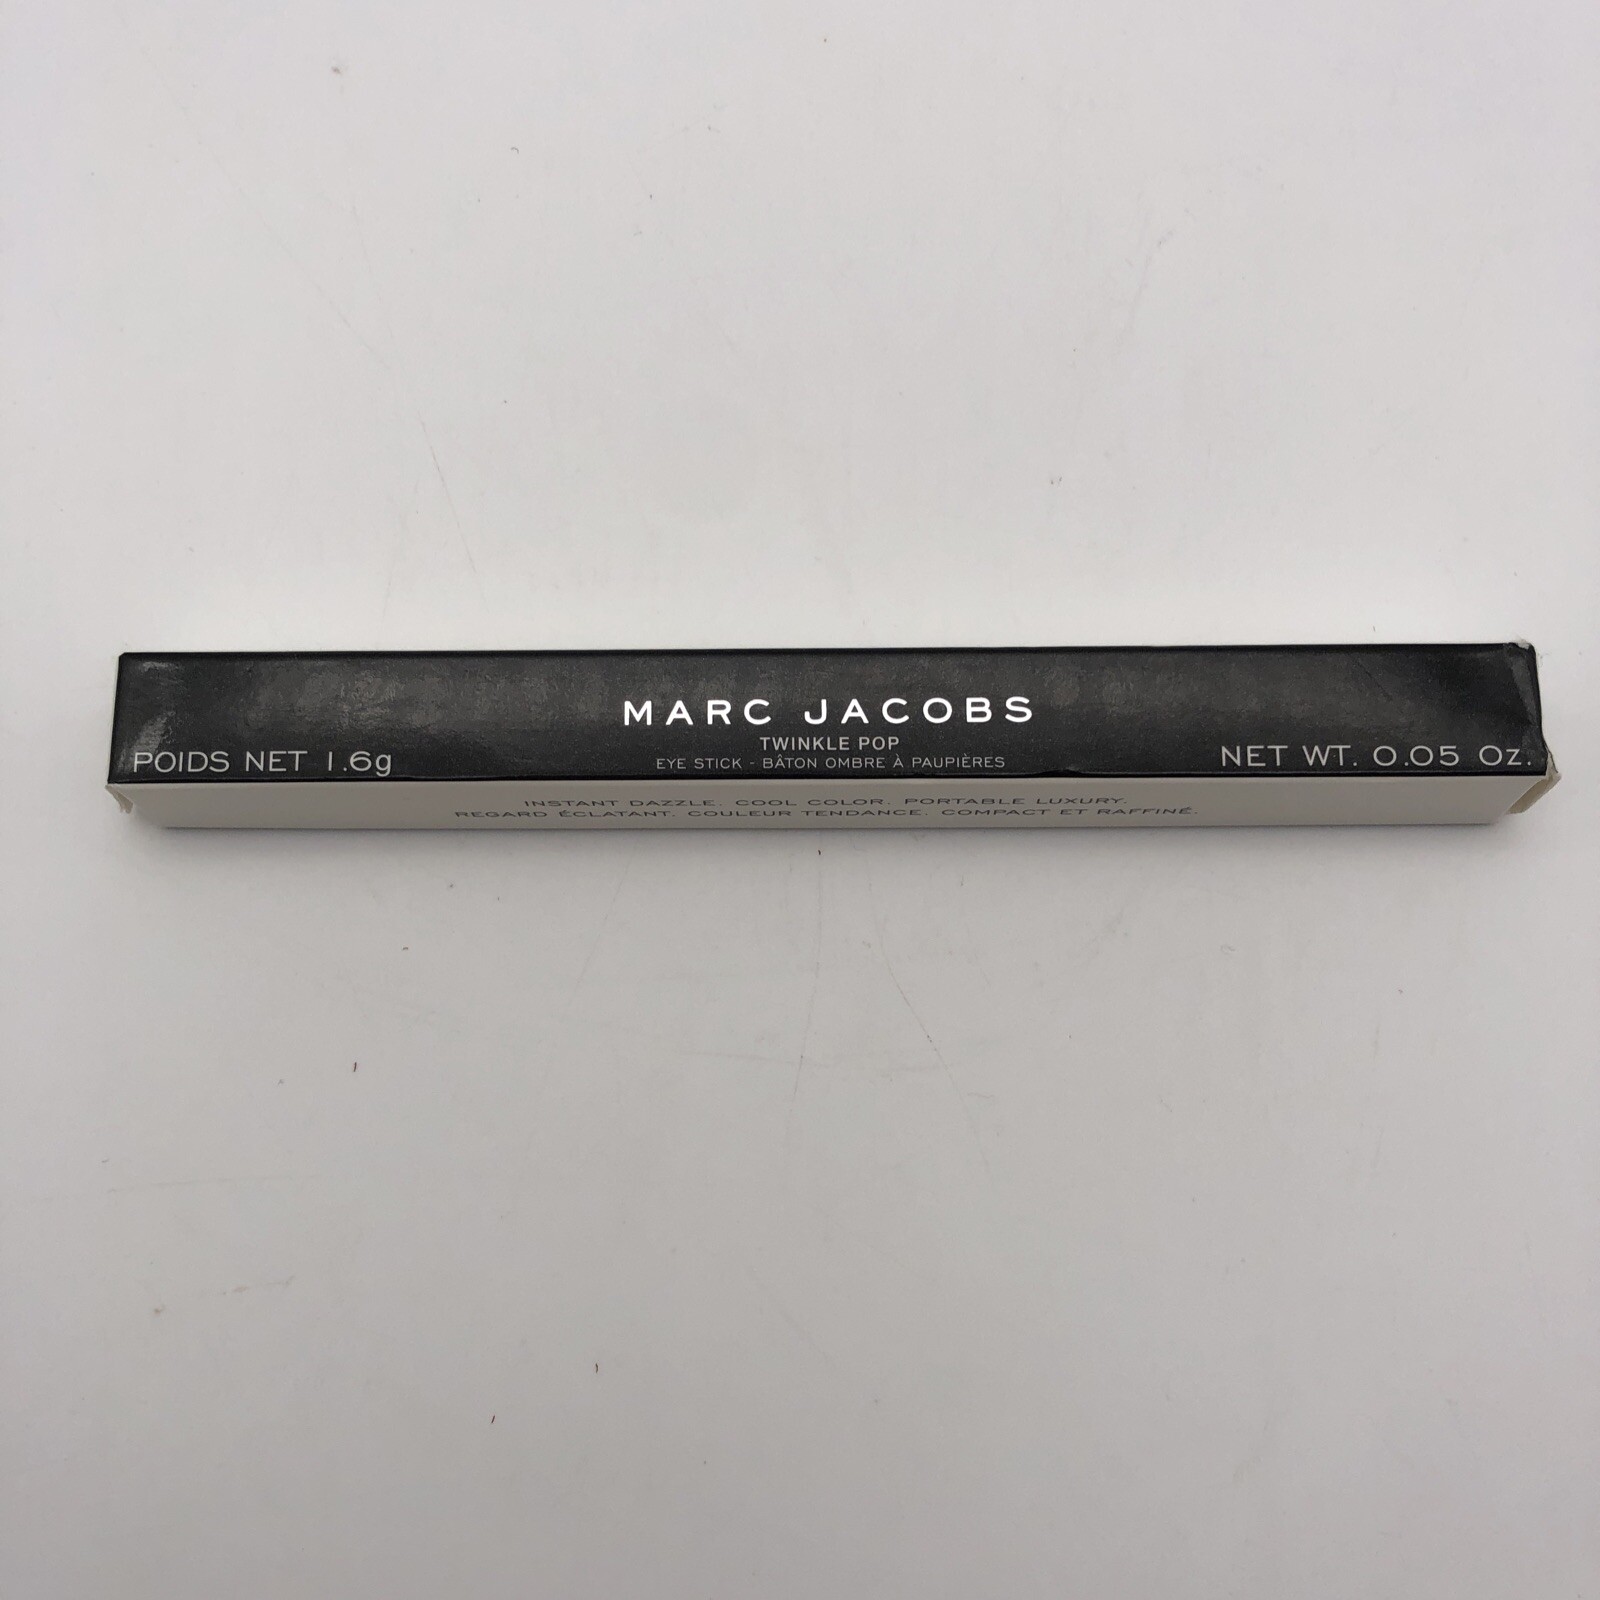 MARC JACOBS
TWINKLE POP
EYE STICK - BÂTON OMBRE À PAUPIÈRES
POIDS NET 1.6g
NET WT. 0.05 Oz.
INSTANT DAZZLE. COOL COLOR. PORTABLE LUXURY.
REGARD ÉCLATANT. COULEUR TENDANCE. COMPACT ET RAFFINÉ.